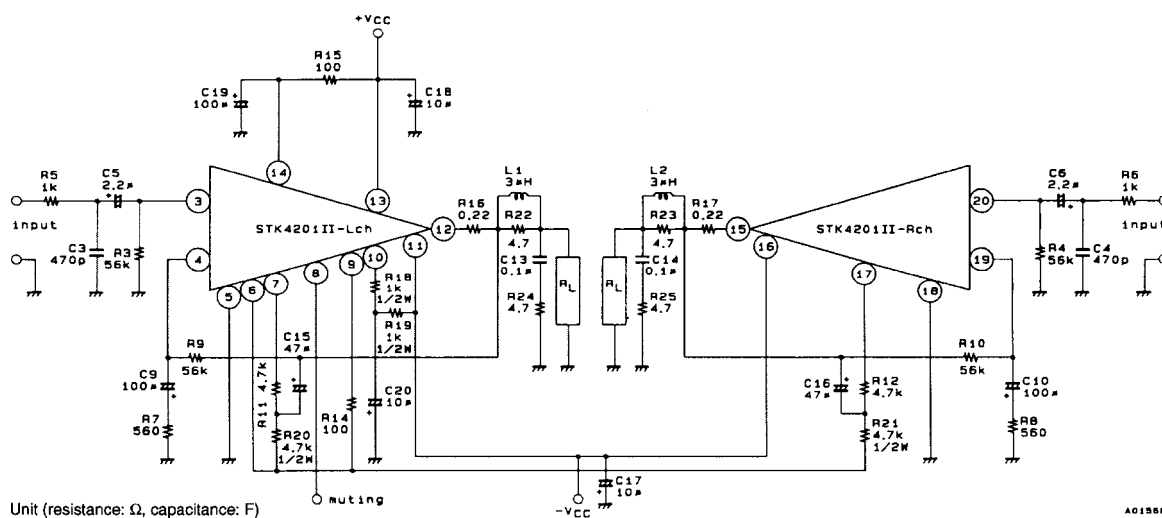 +VCC
R15
100
C19
100µ
C18
10µ
14
13
R5
1k
C5
2.2µ
3
input
C3
470p
R3
56k
4
STK4201II-Lch
5
6
7
8
9
10
11
12
R16
0.22
L1
3µH
R22
4.7
C13
0.1µ
R24
4.7
RL
R18
1k
1/2W
R19
1k
1/2W
C20
10µ
R9
56k
C15
47µ
C9
100µ
R7
560
R11 4.7k
R20
4.7k
1/2W
R14
100
muting
L2
3µH
R23
4.7
R17
0.22
C14
0.1µ
R25
4.7
RL
15
16
17
18
19
20
STK4201II-Rch
C6
2.2µ
R6
1k
input
R4
56k
C4
470p
R10
56k
C16
47µ
R12
4.7k
R21
4.7k
1/2W
C10
100µ
R8
560
-VCC
C17
10µ
Unit (resistance: Ω, capacitance: F)